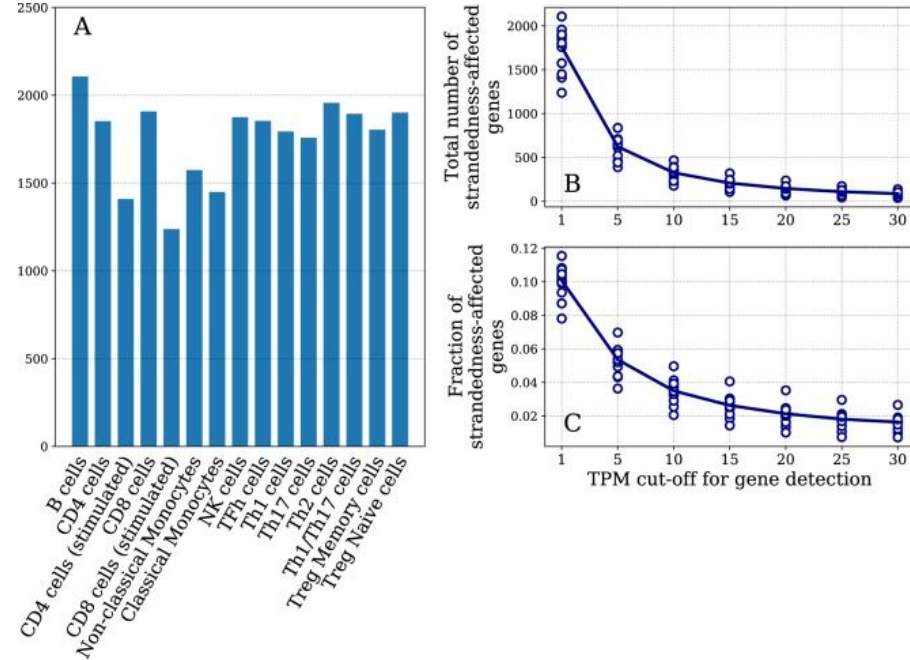 A
2500
2000
1500
1000
500
0
B cells
CD4 cells
CD4 cells (stimulated)
CD8 cells
CD8 cells (stimulated)
Non-classical Monocytes
Classical Monocytes
NK cells
TFh cells
Th1 cells
Th17 cells
Th2 cells
Th1/Th17 cells
Treg Memory cells
Treg Naive cells
Total number of
strandedness-affected
genes
2000
1500
1000
500
0
B
1 5 10 15 20 25 30
Fraction of
strandedness-affected
genes
0.12
0.10
0.08
0.06
0.04
0.02
C
1 5 10 15 20 25 30
TPM cut-off for gene detection